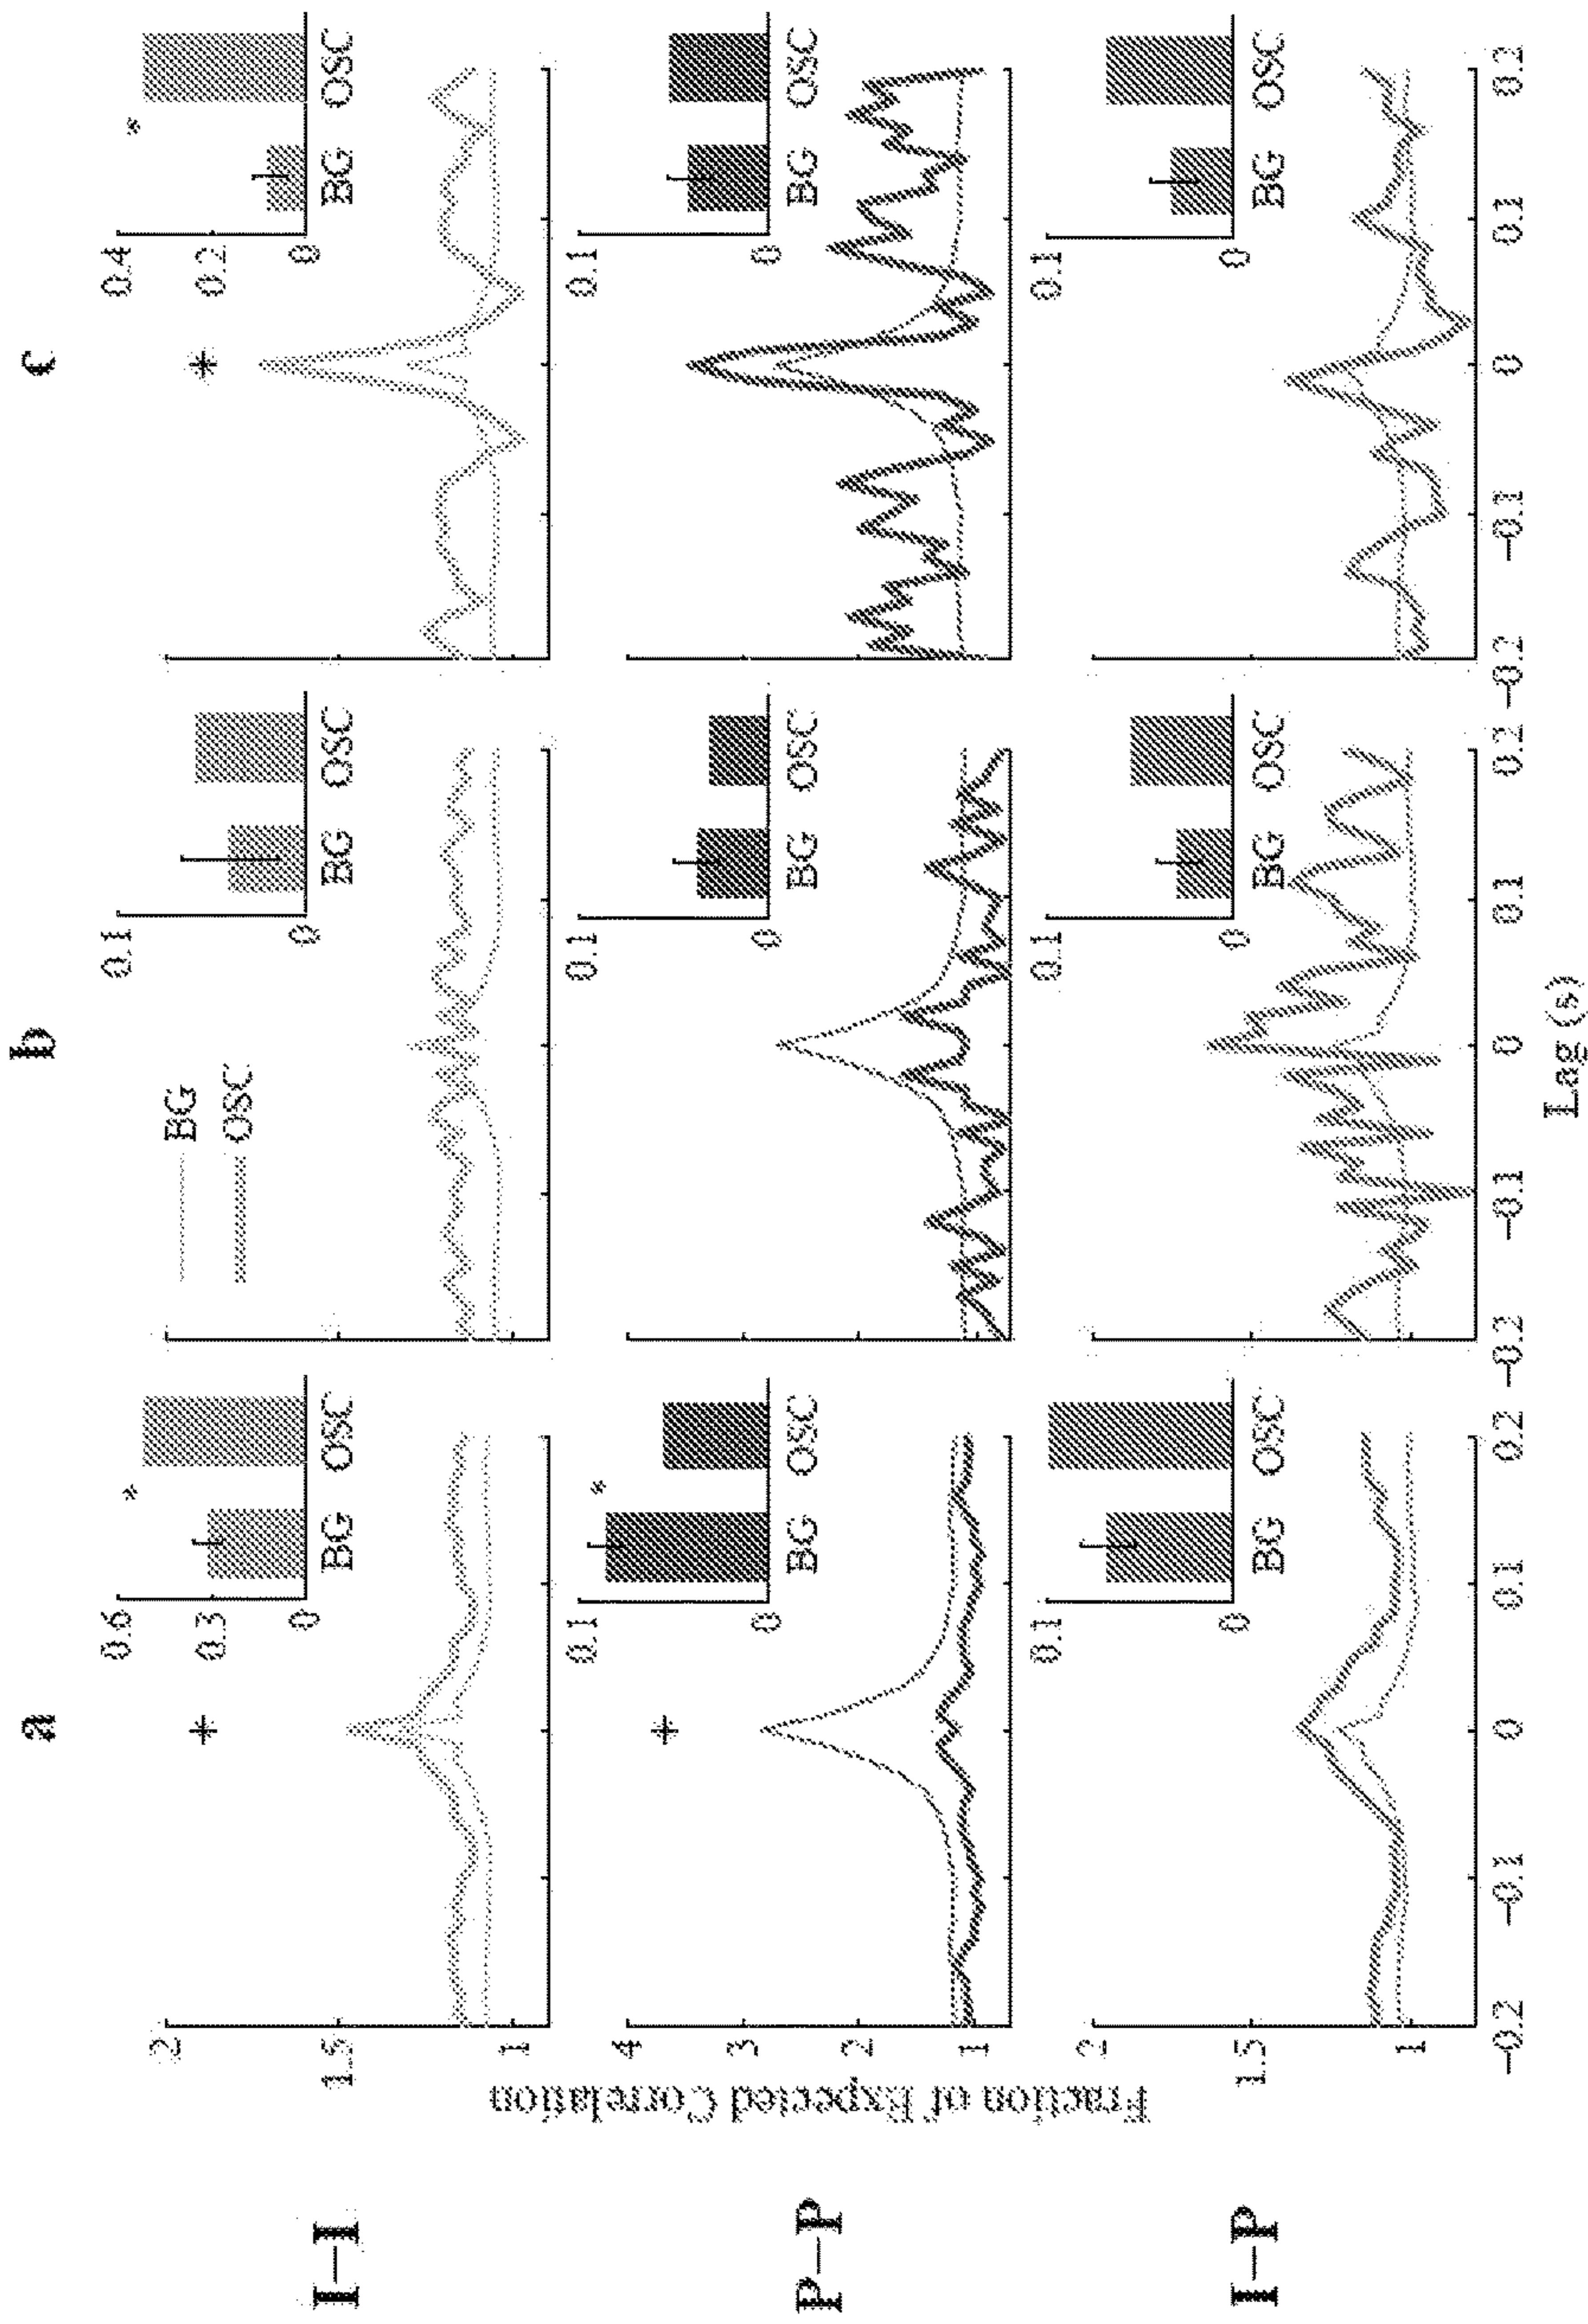 a b c
I–I
2
1.5
1
+
0.6
0.3
0
*
BG OSC
BG
OSC
0.1
0
BG OSC
+
0.4
0.2
0
*
BG OSC
Fraction of Expected Correlation
P–P
4
3
2
1
+
0.1
0
*
BG OSC
0.1
0
BG OSC
0.1
0
BG OSC
I–P
2
1.5
1
0.1
0
BG OSC
0.1
0
BG OSC
0.1
0
BG OSC
−0.2 −0.1 0 0.1 0.2 −0.2 −0.1 0 0.1 0.2 −0.2 −0.1 0 0.1 0.2
Lag (s)